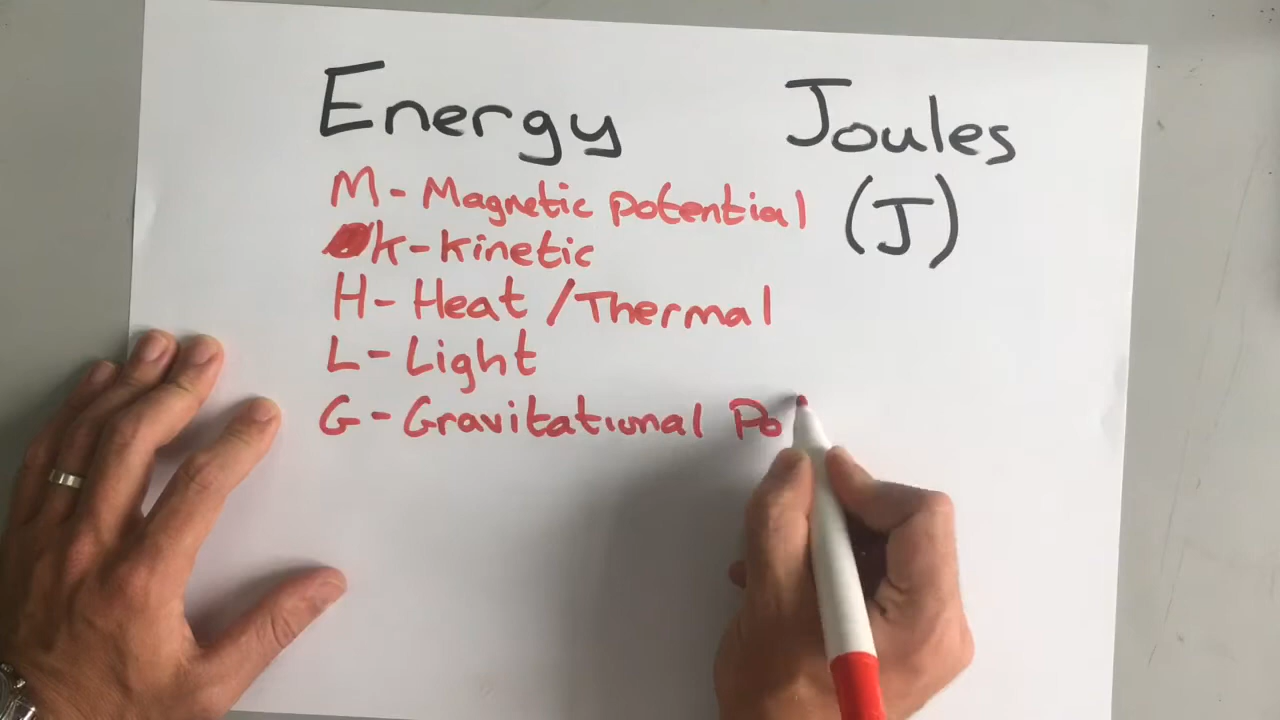 Energy Joules
M - Magnetic potential (J)
K - Kinetic
H - Heat / Thermal
L - Light
G - Gravitational Po